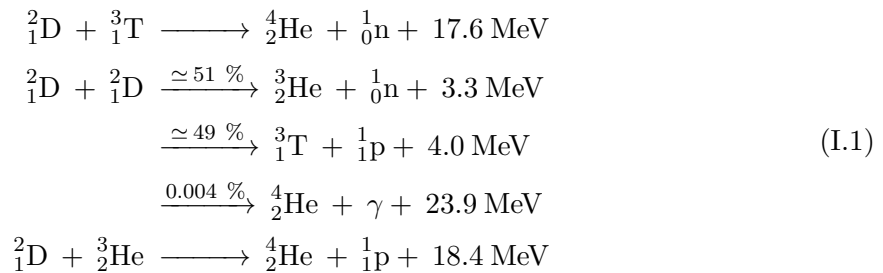 ²₁D + ³₁T ⟶ ⁴₂He + ¹₀n + 17.6 MeV
²₁D + ²₁D ≃51 % ⟶ ³₂He + ¹₀n + 3.3 MeV
≃49 % ⟶ ³₁T + ¹₁p + 4.0 MeV (I.1)
0.004 % ⟶ ⁴₂He + γ + 23.9 MeV
²₁D + ³₂He ⟶ ⁴₂He + ¹₁p + 18.4 MeV